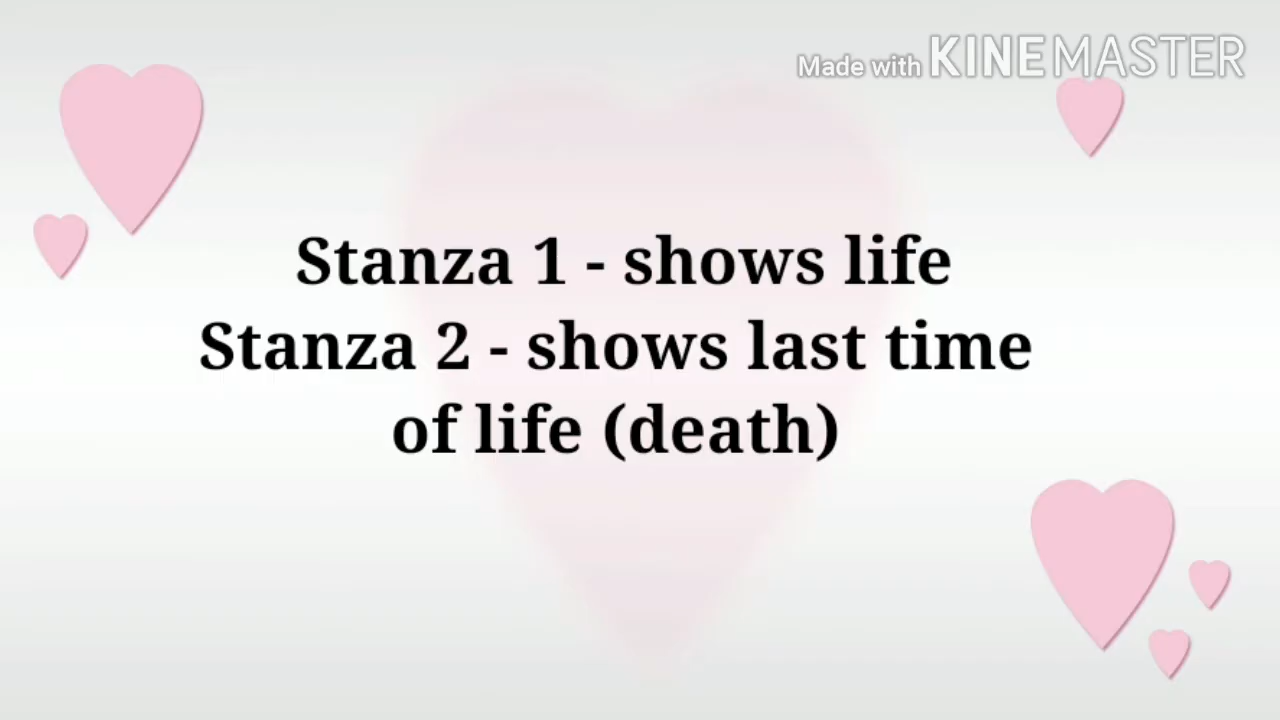 Made with KINEMASTER
Stanza 1 - shows life
Stanza 2 - shows last time
of life (death)